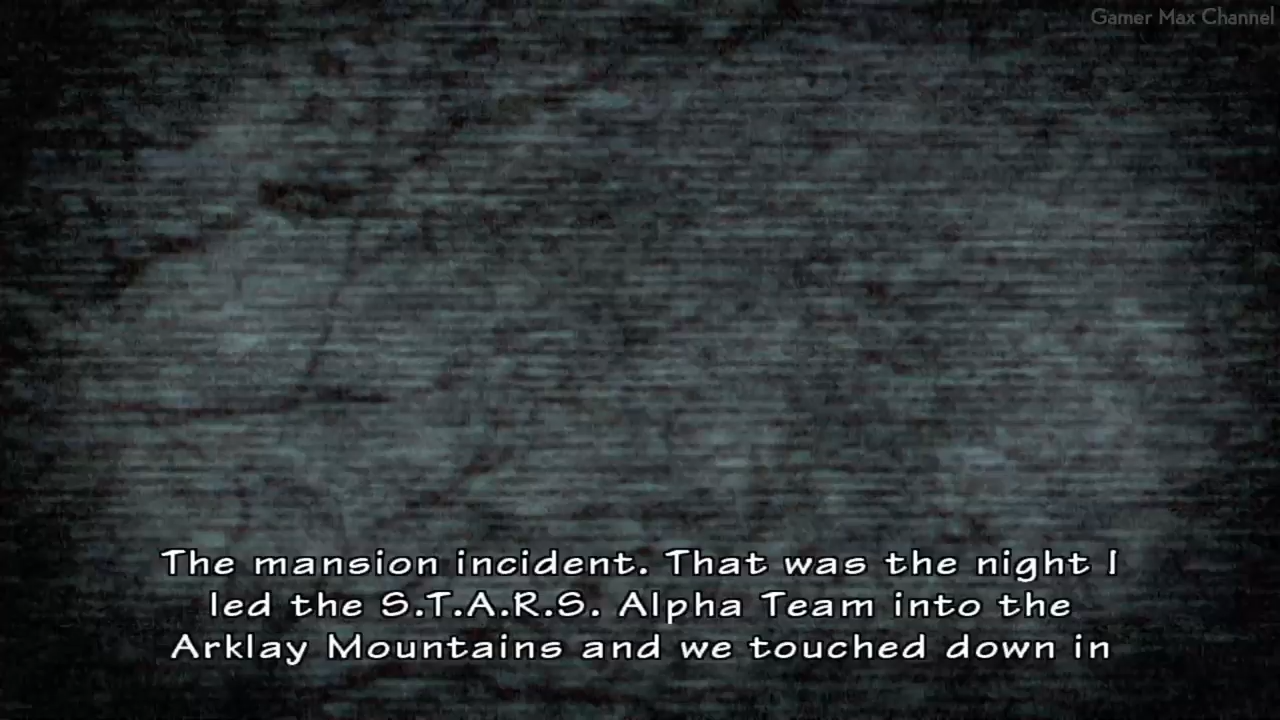 Gamer Max Channel
The mansion incident. That was the night I
led the S.T.A.R.S. Alpha Team into the
Arklay Mountains and we touched down in